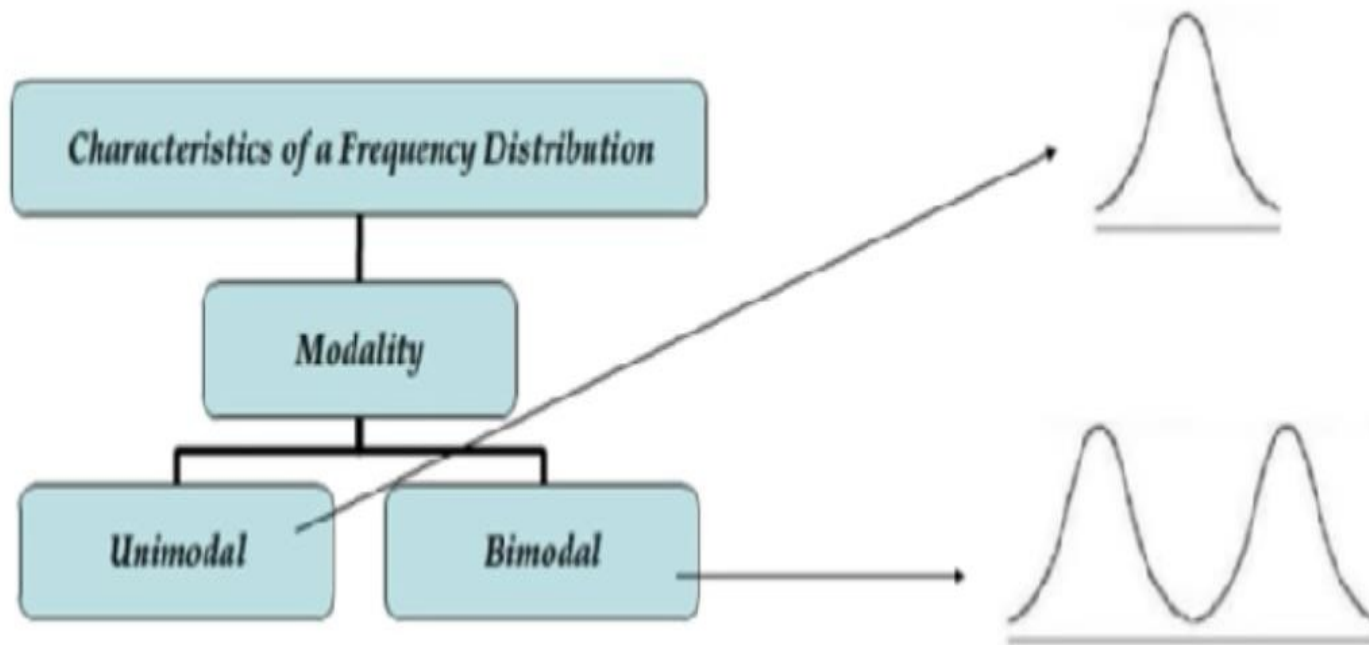 Characteristics of a Frequency Distribution
Modality
Unimodal
Bimodal